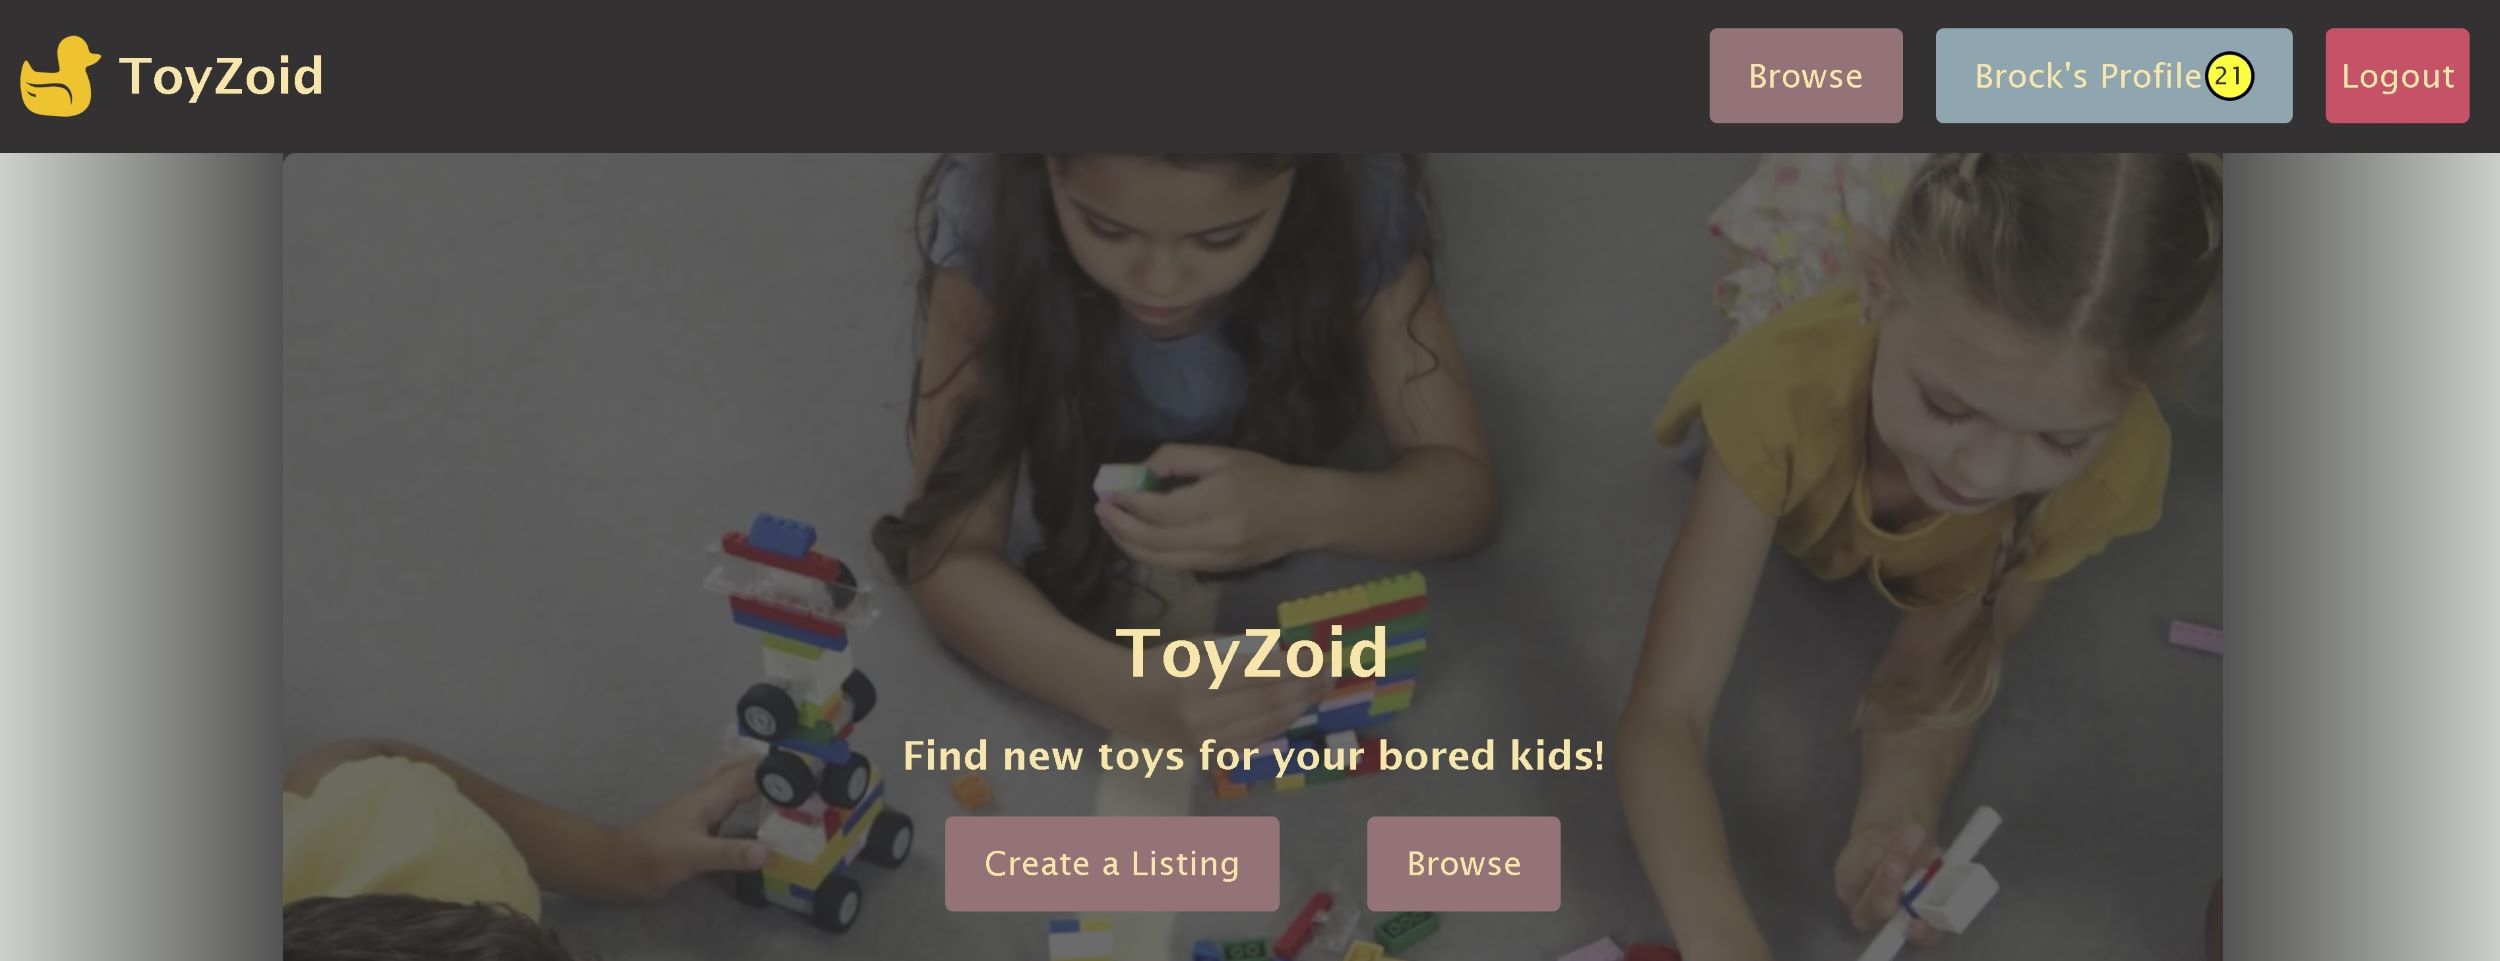 ToyZoid
Browse
Brock's Profile 21
Logout
ToyZoid
Find new toys for your bored kids!
Create a Listing
Browse